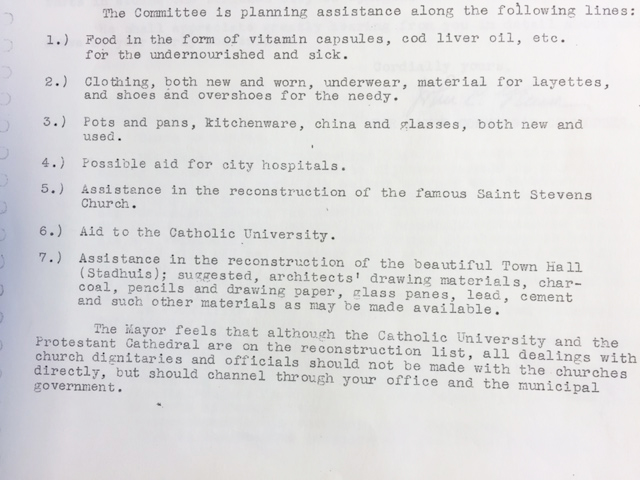 The Committee is planning assistance along the following lines:
1.) Food in the form of vitamin capsules, cod liver oil, etc.
for the undernourished and sick.
2.) Clothing, both new and worn, underwear, material for layettes,
and shoes and overshoes for the needy.
3.) Pots and pans, kitchenware, china and glasses, both new and
used.
4.) Possible aid for city hospitals.
5.) Assistance in the reconstruction of the famous Saint Stevens
Church.
6.) Aid to the Catholic University.
7.) Assistance in the reconstruction of the beautiful Town Hall
(Stadhuis); suggested, architects' drawing materials, char-
coal, pencils and drawing paper, glass panes, lead, cement
and such other materials as may be made available.
The Mayor feels that although the Catholic University and the
Protestant Cathedral are on the reconstruction list, all dealings with
church dignitaries and officials should not be made with the churches
directly, but should channel through your office and the municipal
government.